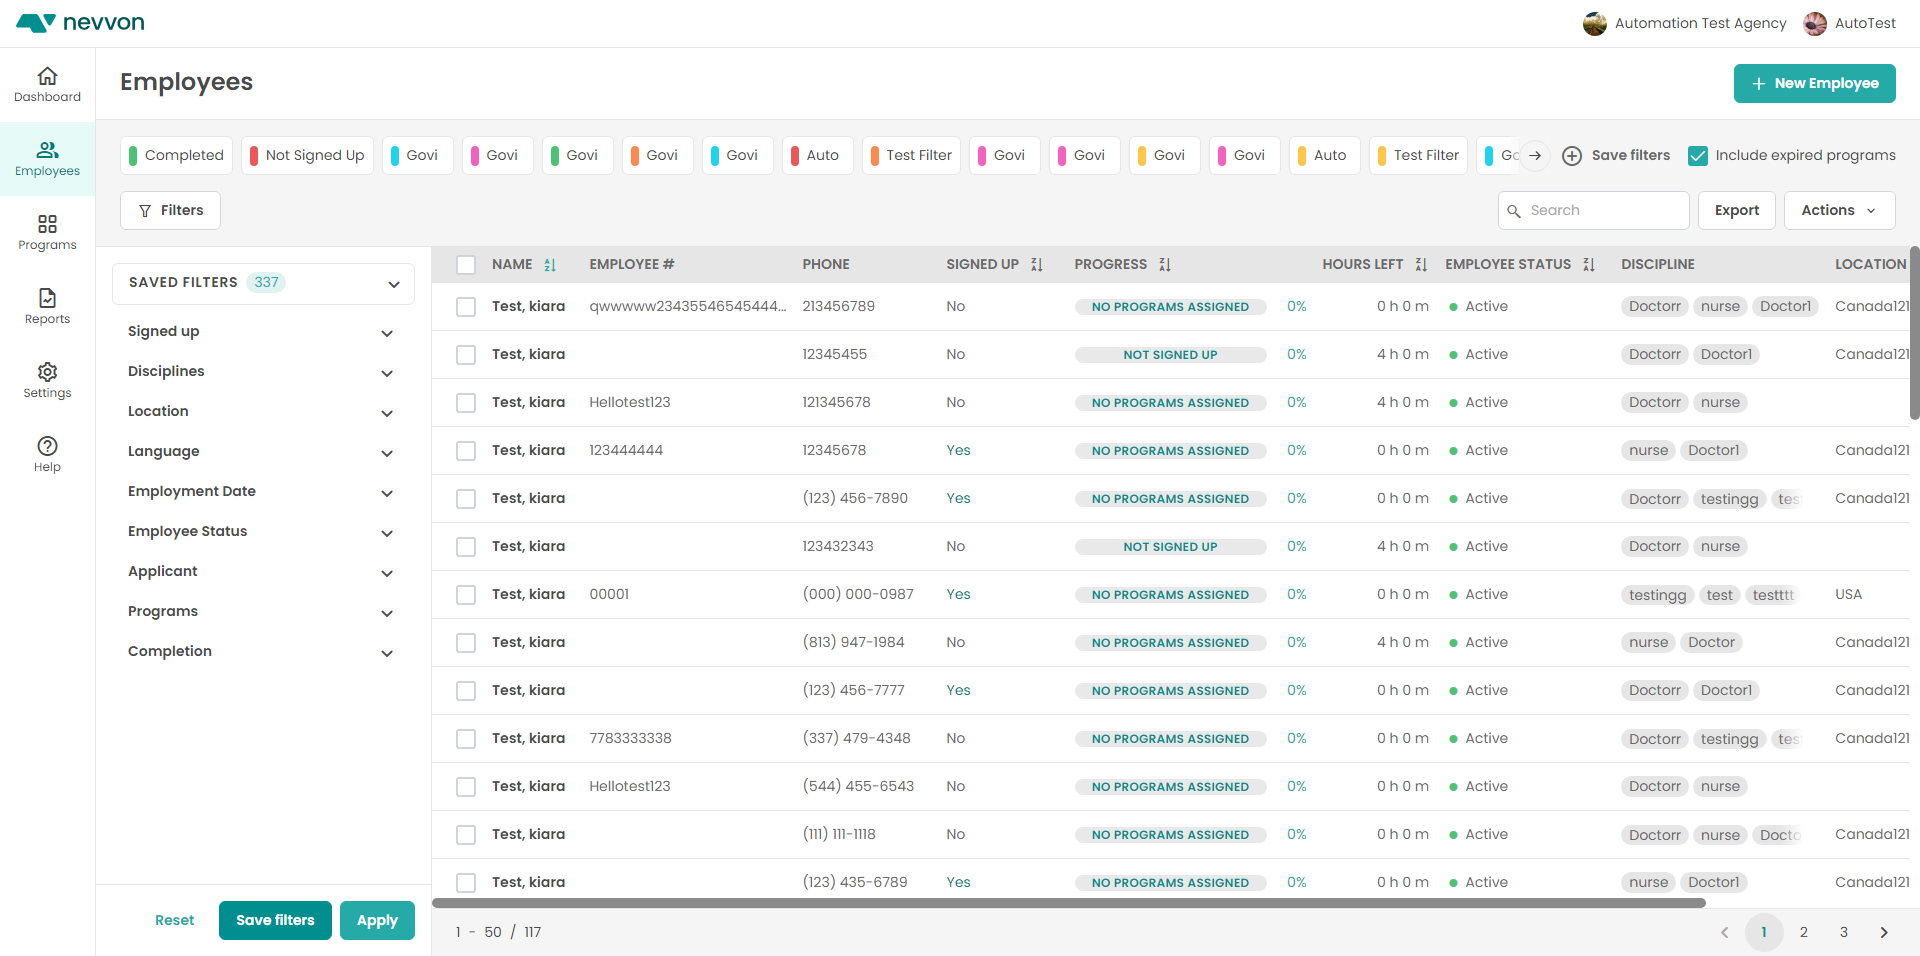 nevvon
Automation Test Agency AutoTest
Dashboard
Employees
Programs
Reports
Settings
Help
Employees
+ New Employee
Completed Not Signed Up Govi Govi Govi Govi Govi Auto Test Filter Govi Govi Govi Govi Auto Test Filter Save filters Include expired programs
Filters Search Export Actions
SAVED FILTERS 337
Signed up
Disciplines
Location
Language
Employment Date
Employee Status
Applicant
Programs
Completion
Reset Save filters Apply
NAME EMPLOYEE # PHONE SIGNED UP PROGRESS HOURS LEFT EMPLOYEE STATUS DISCIPLINE LOCATION
Test, kiara qwwwww23435546545444... 213456789 No NO PROGRAMS ASSIGNED 0% 0 h 0 m Active Doctorr nurse Doctor1 Canada121
Test, kiara 12345455 No NOT SIGNED UP 0% 4 h 0 m Active Doctorr Doctor1 Canada121
Test, kiara Hellotest123 121345678 No NO PROGRAMS ASSIGNED 0% 4 h 0 m Active Doctorr nurse
Test, kiara 123444444 12345678 Yes NO PROGRAMS ASSIGNED 0% 0 h 0 m Active nurse Doctor1 Canada121
Test, kiara (123) 456-7890 Yes NO PROGRAMS ASSIGNED 0% 0 h 0 m Active Doctorr testingg Canada121
Test, kiara 123432343 No NOT SIGNED UP 0% 4 h 0 m Active Doctorr nurse
Test, kiara 00001 (000) 000-0987 Yes NO PROGRAMS ASSIGNED 0% 0 h 0 m Active testingg test testttt USA
Test, kiara (813) 947-1984 No NO PROGRAMS ASSIGNED 0% 4 h 0 m Active nurse Doctor Canada121
Test, kiara (123) 456-7777 Yes NO PROGRAMS ASSIGNED 0% 0 h 0 m Active Doctorr Doctor1 Canada121
Test, kiara 7783333338 (337) 479-4348 No NO PROGRAMS ASSIGNED 0% 0 h 0 m Active Doctorr testingg Canada121
Test, kiara Hellotest123 (544) 455-6543 No NO PROGRAMS ASSIGNED 0% 0 h 0 m Active Doctorr nurse
Test, kiara (111) 111-1118 No NO PROGRAMS ASSIGNED 0% 0 h 0 m Active Doctorr nurse Canada121
Test, kiara (123) 435-6789 Yes NO PROGRAMS ASSIGNED 0% 0 h 0 m Active nurse Doctor1 Canada121
1 - 50 / 117
1 2 3